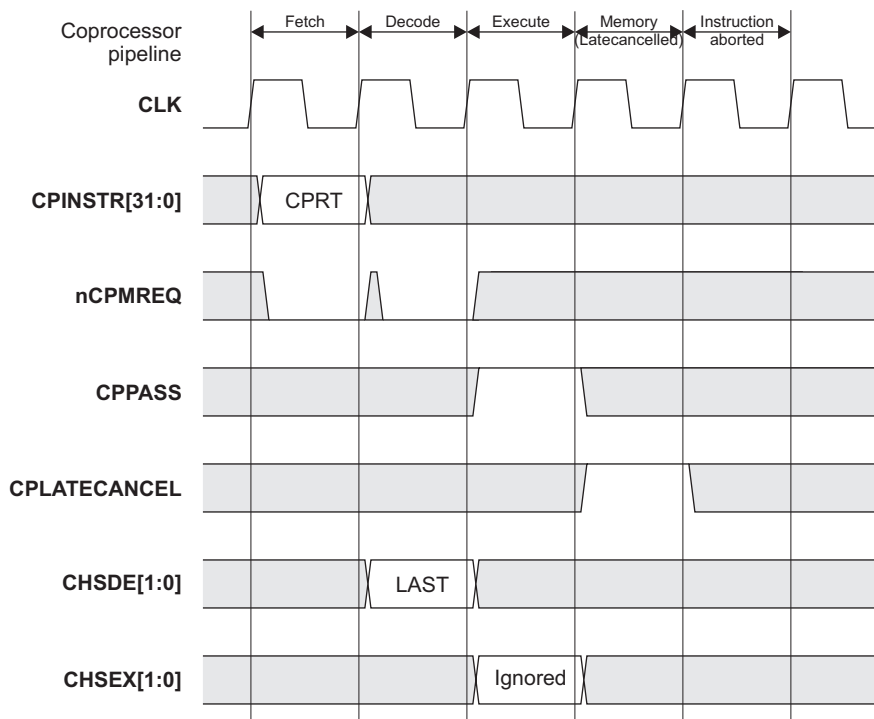 Coprocessor
pipeline
Fetch
Decode
Execute
Memory
(Latecancelled)
Instruction
aborted
CLK
CPINSTR[31:0]
CPRT
nCPMREQ
CPPASS
CPLATECANCEL
CHSDE[1:0]
LAST
CHSEX[1:0]
Ignored